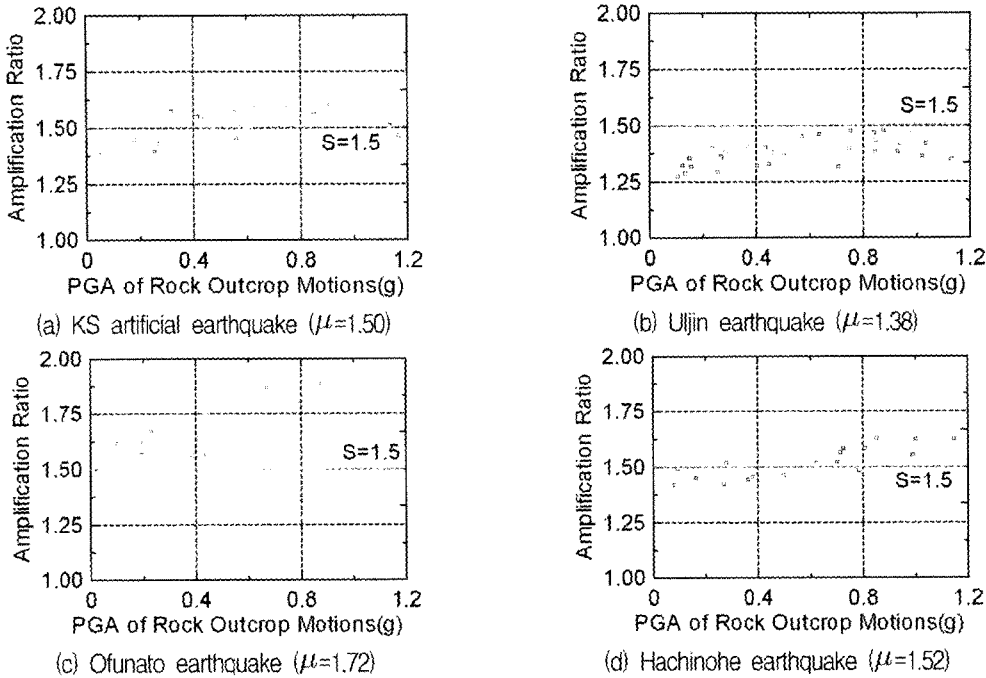 2.00
1.75
1.50
1.25
1.00
Amplification Ratio
S=1.5
0
0.4
0.8
1.2
PGA of Rock Outcrop Motions(g)
(a) KS artificial earthquake (μ=1.50)
2.00
1.75
1.50
1.25
1.00
Amplification Ratio
S=1.5
0
0.4
0.8
1.2
PGA of Rock Outcrop Motions(g)
(b) Uljin earthquake (μ=1.38)
2.00
1.75
1.50
1.25
1.00
Amplification Ratio
S=1.5
0
0.4
0.8
1.2
PGA of Rock Outcrop Motions(g)
(c) Ofunato earthquake (μ=1.72)
2.00
1.75
1.50
1.25
1.00
Amplification Ratio
S=1.5
0
0.4
0.8
1.2
PGA of Rock Outcrop Motions(g)
(d) Hachinohe earthquake (μ=1.52)